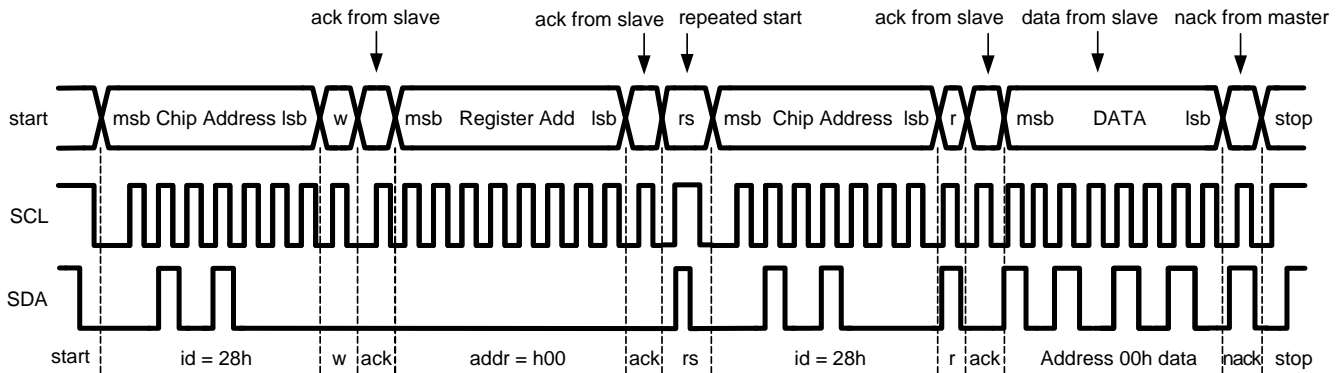 ack from slave ack from slave repeated start ack from slave data from slave nack from master
start msb Chip Address lsb w msb Register Add lsb rs msb Chip Address lsb r msb DATA lsb stop
SCL
SDA
start id = 28h w ack addr = h00 ack rs id = 28h r ack Address 00h data nack stop